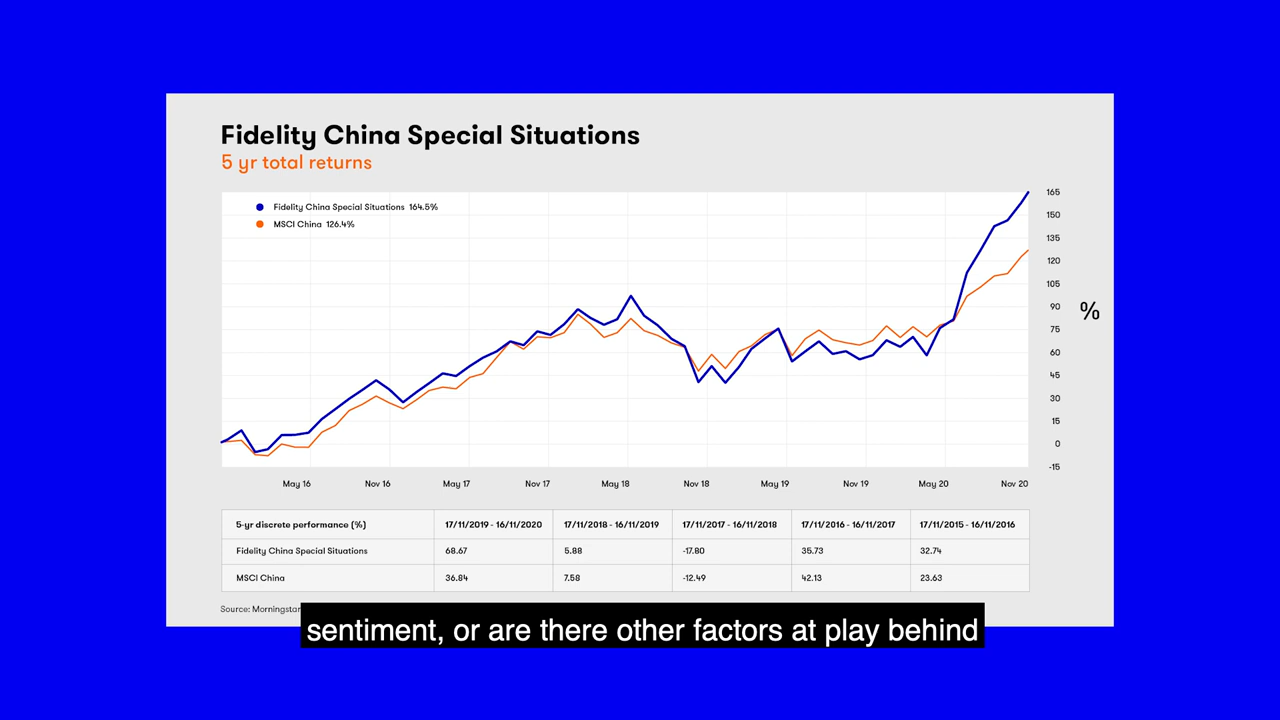 Fidelity China Special Situations
5 yr total returns
Fidelity China Special Situations 164.5%
MSCI China 126.4%
165
150
135
120
105
90
75
60
45
30
15
0
-15
%
May 16 Nov 16 May 17 Nov 17 May 18 Nov 18 May 19 Nov 19 May 20 Nov 20
5-yr discrete performance (%) 17/11/2019 - 16/11/2020 17/11/2018 - 16/11/2019 17/11/2017 - 16/11/2018 17/11/2016 - 16/11/2017 17/11/2015 - 16/11/2016
Fidelity China Special Situations 68.67 5.88 -17.80 35.73 32.74
MSCI China 36.84 7.58 -12.49 42.13 23.63
Source: Morningstar
sentiment, or are there other factors at play behind